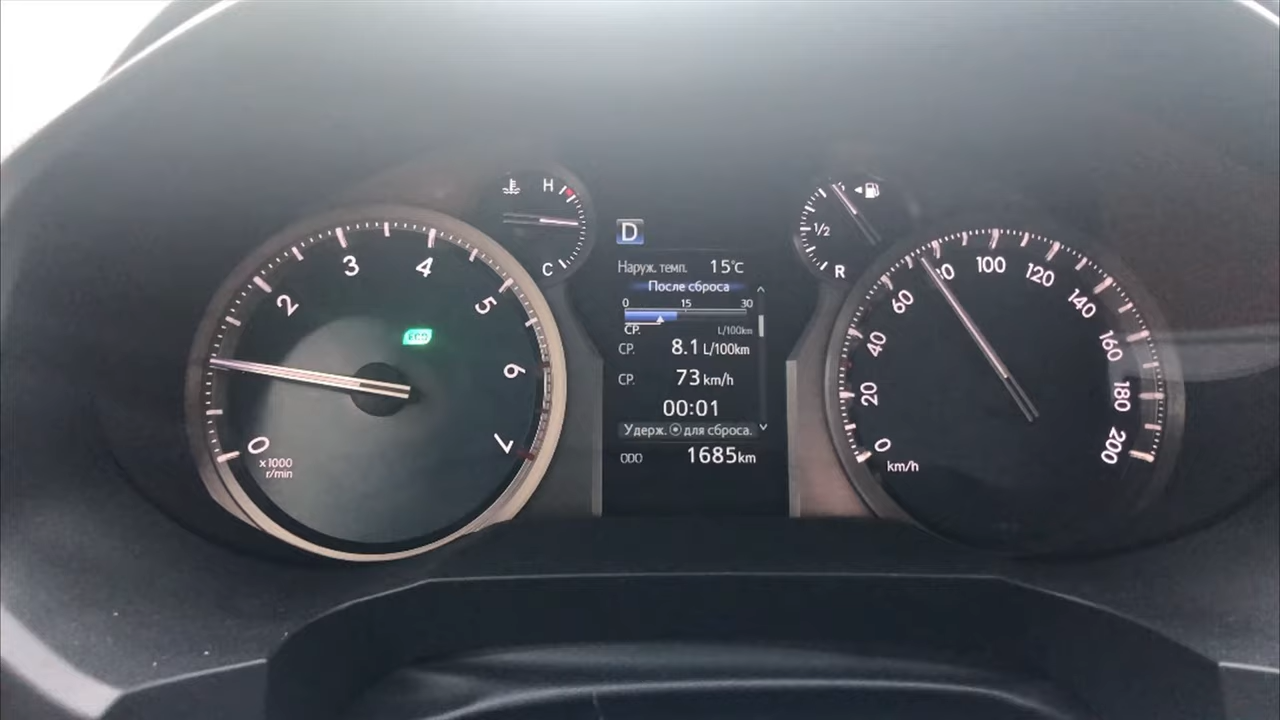 0
1
2
3
4
5
6
7
x1000
r/min
ECO
H
C
D
Наруж. темп. 15°C
После сброса
0 15 30
СР. L/100km
СР. 8.1 L/100km
СР. 73 km/h
00:01
Удерж. ⦿ для сброса.
ODO 1685km
1/2
R
0
20
40
60
80
100
120
140
160
180
200
km/h